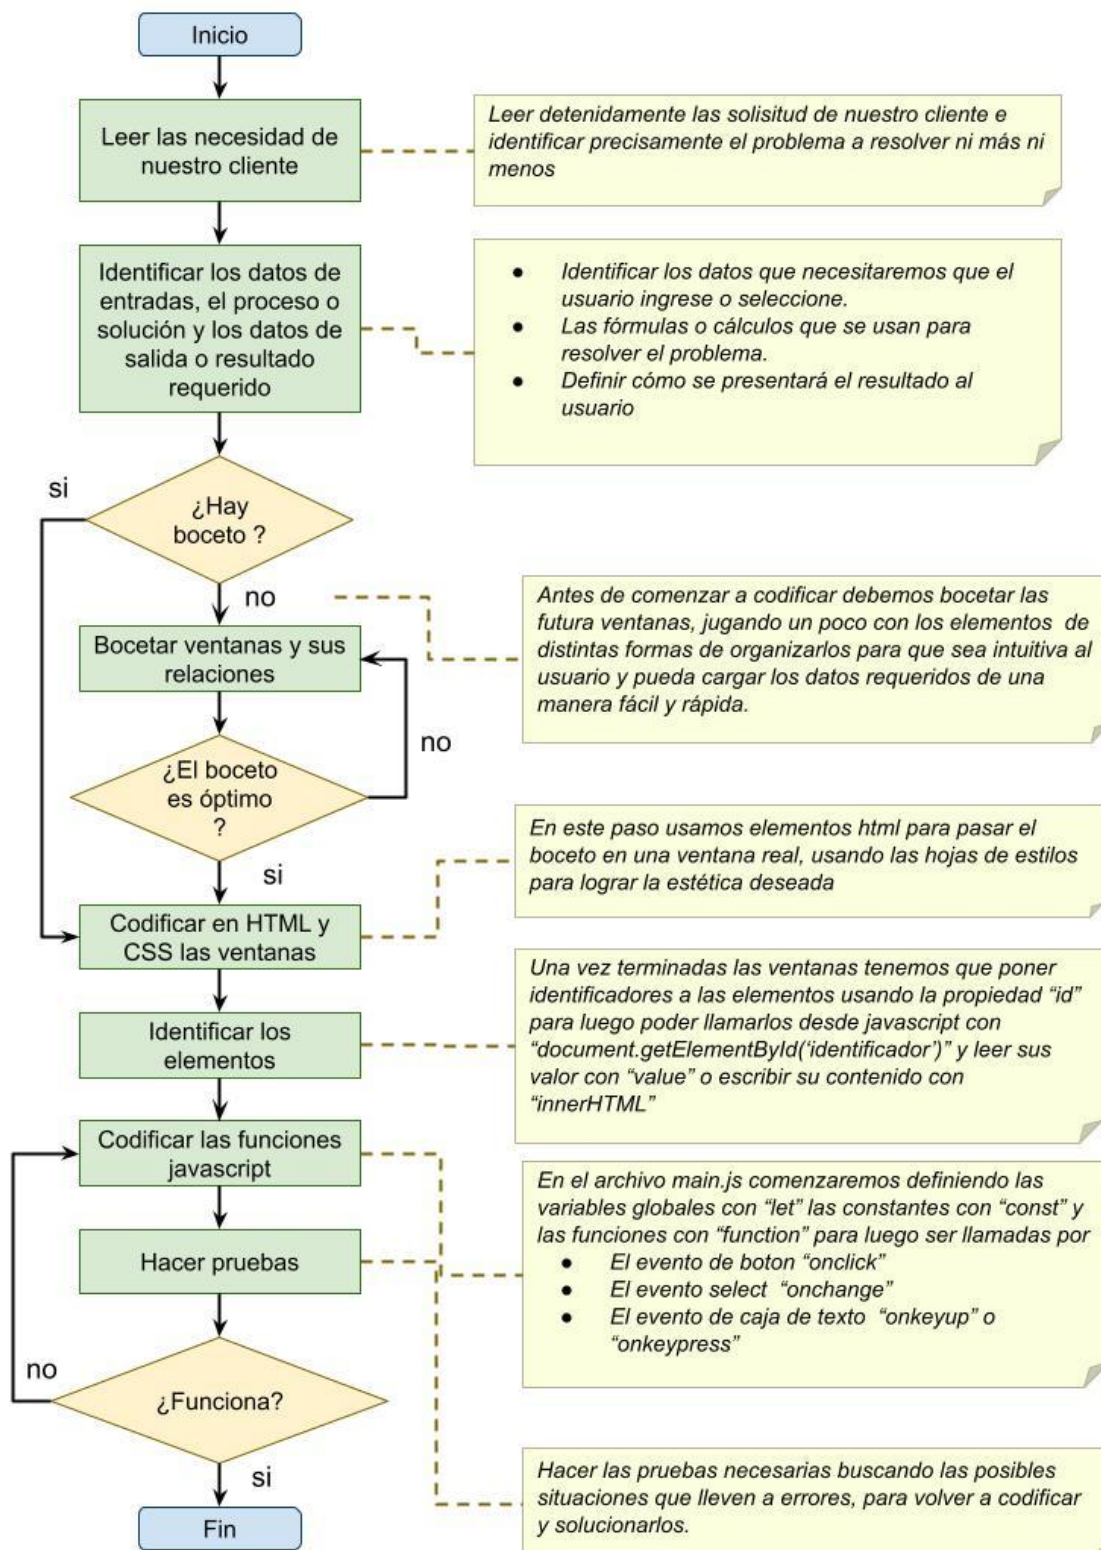 Inicio
Leer las necesidad de
nuestro cliente
Leer detenidamente las solisitud de nuestro cliente e
identificar precisamente el problema a resolver ni más ni
menos
Identificar los datos de
entradas, el proceso o
solución y los datos de
salida o resultado
requerido
● Identificar los datos que necesitaremos que el
usuario ingrese o seleccione.
● Las fórmulas o cálculos que se usan para
resolver el problema.
● Definir cómo se presentará el resultado al
usuario
si
¿Hay
boceto ?
no
Bocetar ventanas y sus
relaciones
Antes de comenzar a codificar debemos bocetar las
futura ventanas, jugando un poco con los elementos de
distintas formas de organizarlos para que sea intuitiva al
usuario y pueda cargar los datos requeridos de una
manera fácil y rápida.
no
¿El boceto
es óptimo
?
si
En este paso usamos elementos html para pasar el
boceto en una ventana real, usando las hojas de estilos
para lograr la estética deseada
Codificar en HTML y
CSS las ventanas
Una vez terminadas las ventanas tenemos que poner
identificadores a las elementos usando la propiedad “id”
para luego poder llamarlos desde javascript con
“document.getElementById(‘identificador’)” y leer sus
valor con “value” o escribir su contenido con
“innerHTML”
Identificar los
elementos
Codificar las funciones
javascript
En el archivo main.js comenzaremos definiendo las
variables globales con “let” las constantes con “const” y
las funciones con “function” para luego ser llamadas por
● El evento de boton “onclick”
● El evento select “onchange”
● El evento de caja de texto “onkeyup” o
“onkeypress”
Hacer pruebas
no
¿Funciona?
si
Hacer las pruebas necesarias buscando las posibles
situaciones que lleven a errores, para volver a codificar
y solucionarlos.
Fin